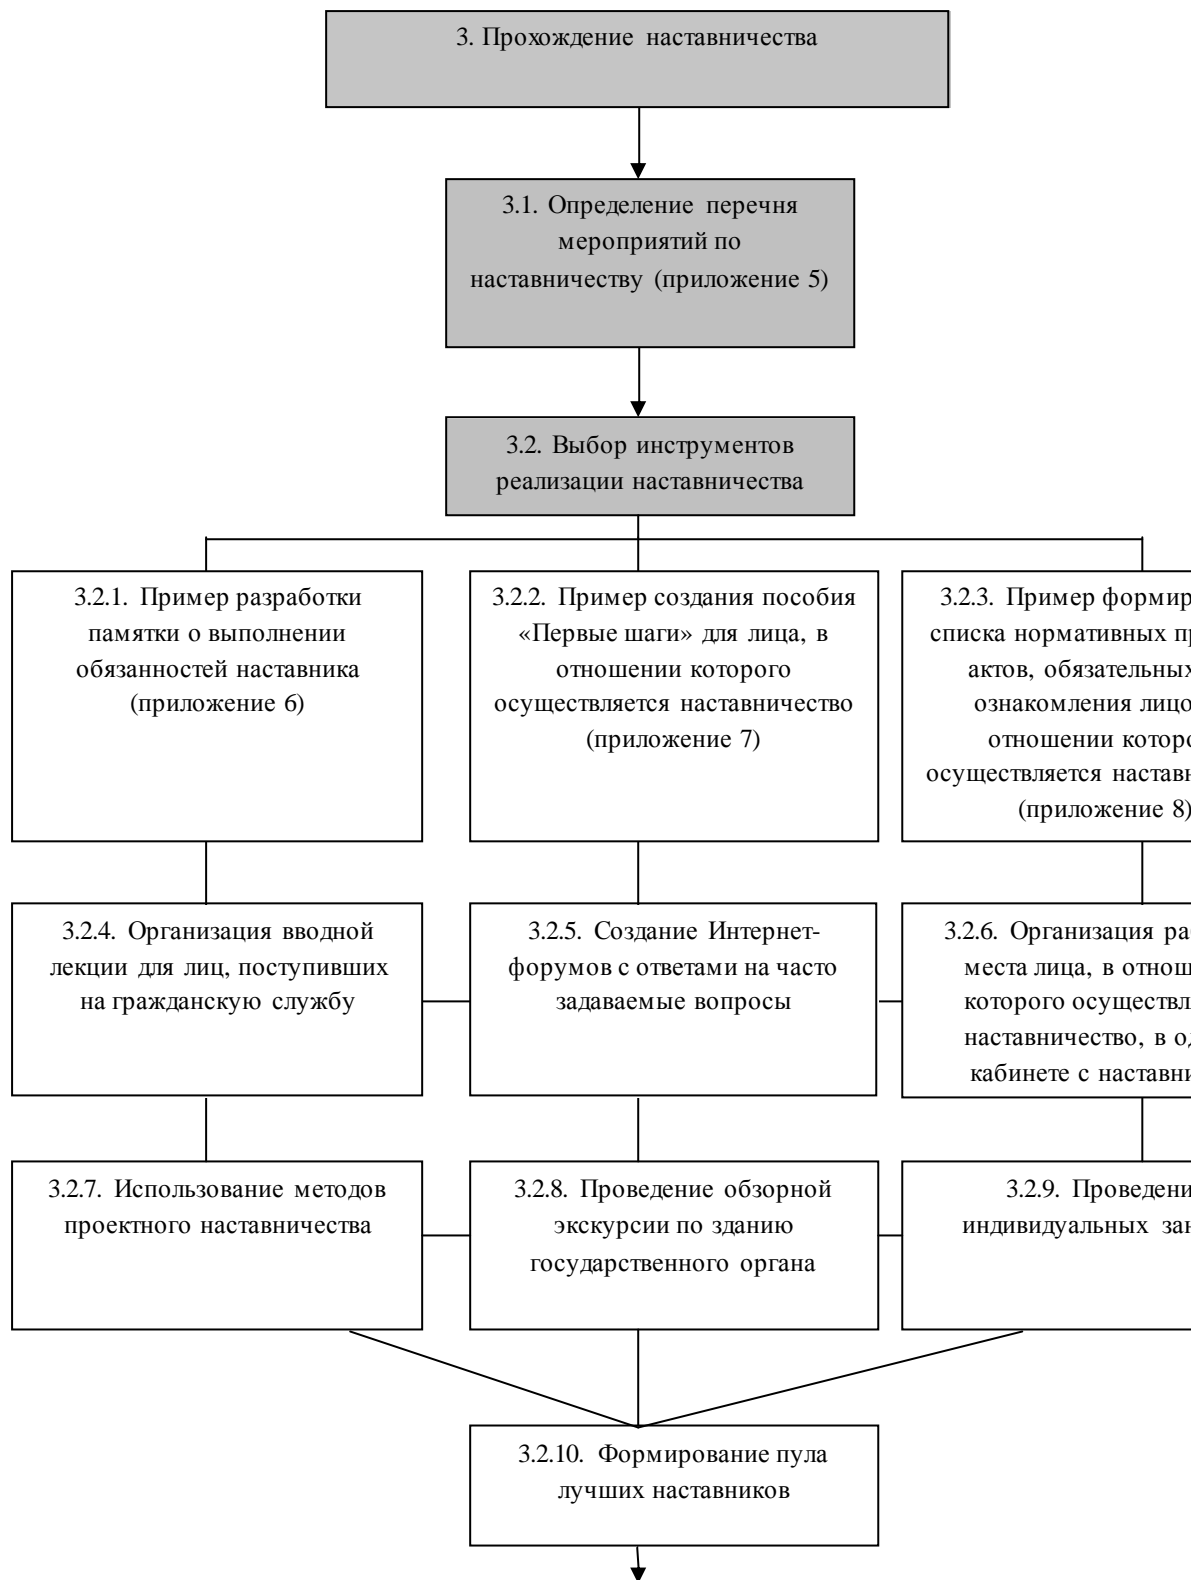 3. Прохождение наставничества
3.1. Определение перечня
мероприятий по
наставничеству (приложение 5)
3.2. Выбор инструментов
реализации наставничества
3.2.1. Пример разработки
памятки о выполнении
обязанностей наставника
(приложение 6)
3.2.2. Пример создания пособия
«Первые шаги» для лица, в
отношении которого
осуществляется наставничество
(приложение 7)
3.2.3. Пример
списка нормативных
актов, обязательных
ознакомления
отношении
осуществляется
(приложение 8)
3.2.4. Организация вводной
лекции для лиц, поступивших
на гражданскую службу
3.2.5. Создание Интернет-
форумов с ответами на часто
задаваемые вопросы
3.2.6. Организация
места лица, в
которого
наставничество, в
кабинете с
3.2.7. Использование методов
проектного наставничества
3.2.8. Проведение обзорной
экскурсии по зданию
государственного органа
3.2.9.
индивидуальных
3.2.10. Формирование пула
лучших наставников